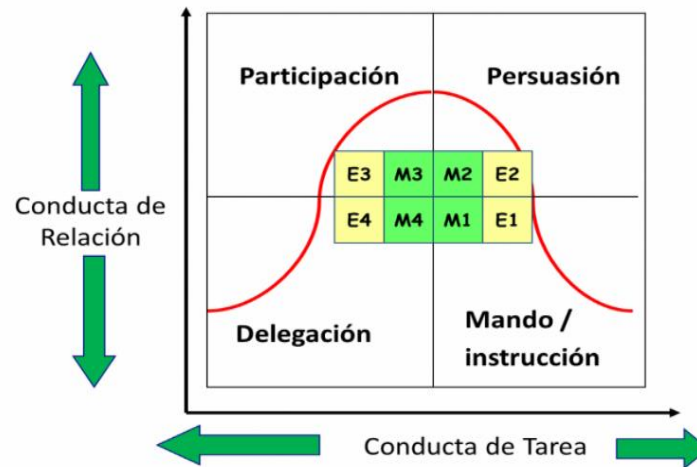 Participación
Persuasión
E3 M3 M2 E2
E4 M4 M1 E1
Conducta de
Relación
Delegación
Mando /
instrucción
Conducta de Tarea